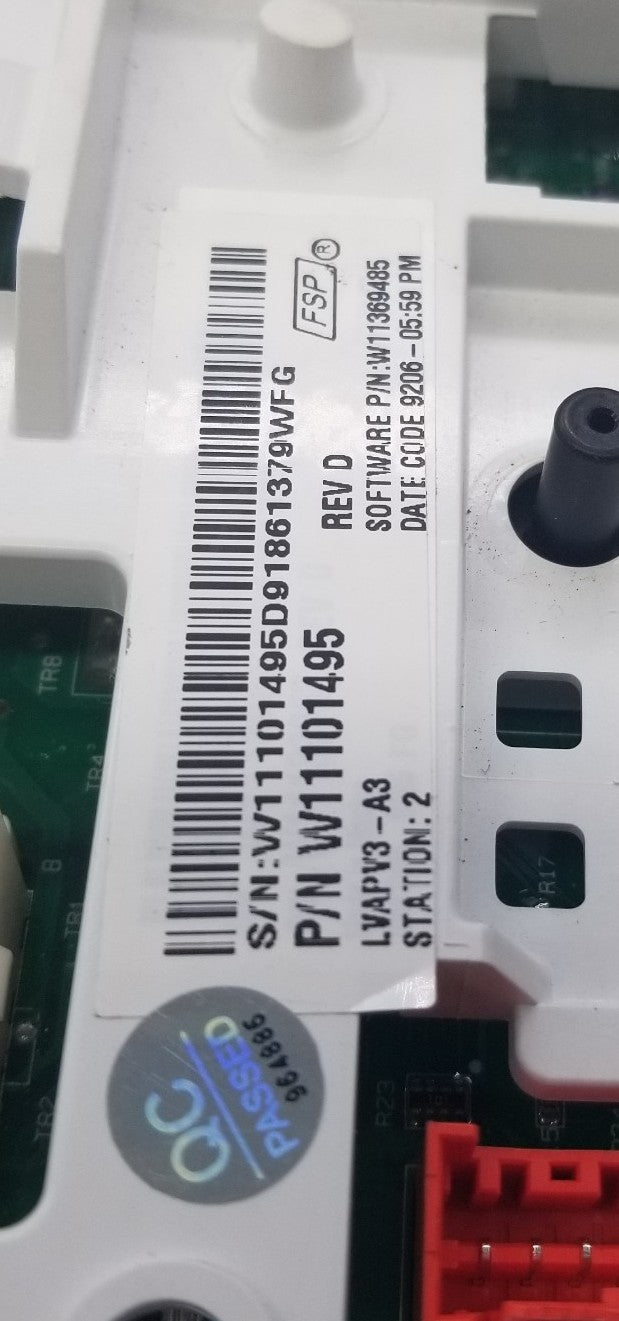 S/N:W11101495D91861379WFG
P/N W11101495
FSP ®
REV D
LVAPV3-A3
SOFTWARE P/N:W11369485
STATION: 2
DATE CODE 9206-05:59 PM
QC
PASSED
964886
TR8
TR4
8
TR1
TR2
R17
R23